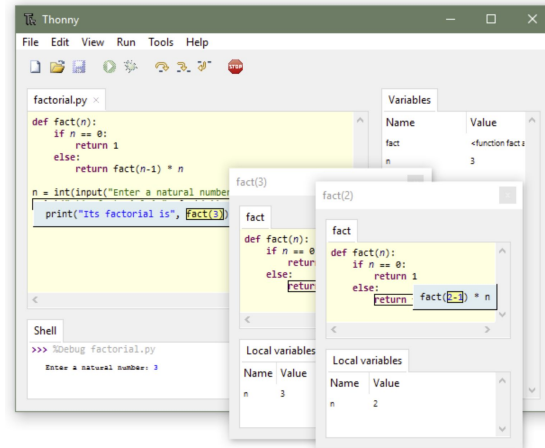 Thonny
File Edit View Run Tools Help
STOP
factorial.py ×
def fact(n):
if n == 0:
return 1
else:
return fact(n-1) * n
n = int(input("Enter a natural number
print("Its factorial is", fact(3))
Shell
>>> %Debug factorial.py
Enter a natural number: 3
Variables
Name Value
fact <function fact a
n 3
fact(3)
fact
def fact(n):
if n == 0
retur
else:
retur
Local variables
Name Value
n 3
fact(2)
fact
def fact(n):
if n == 0:
return 1
else:
return fact(2-1) * n
Local variables
Name Value
n 2